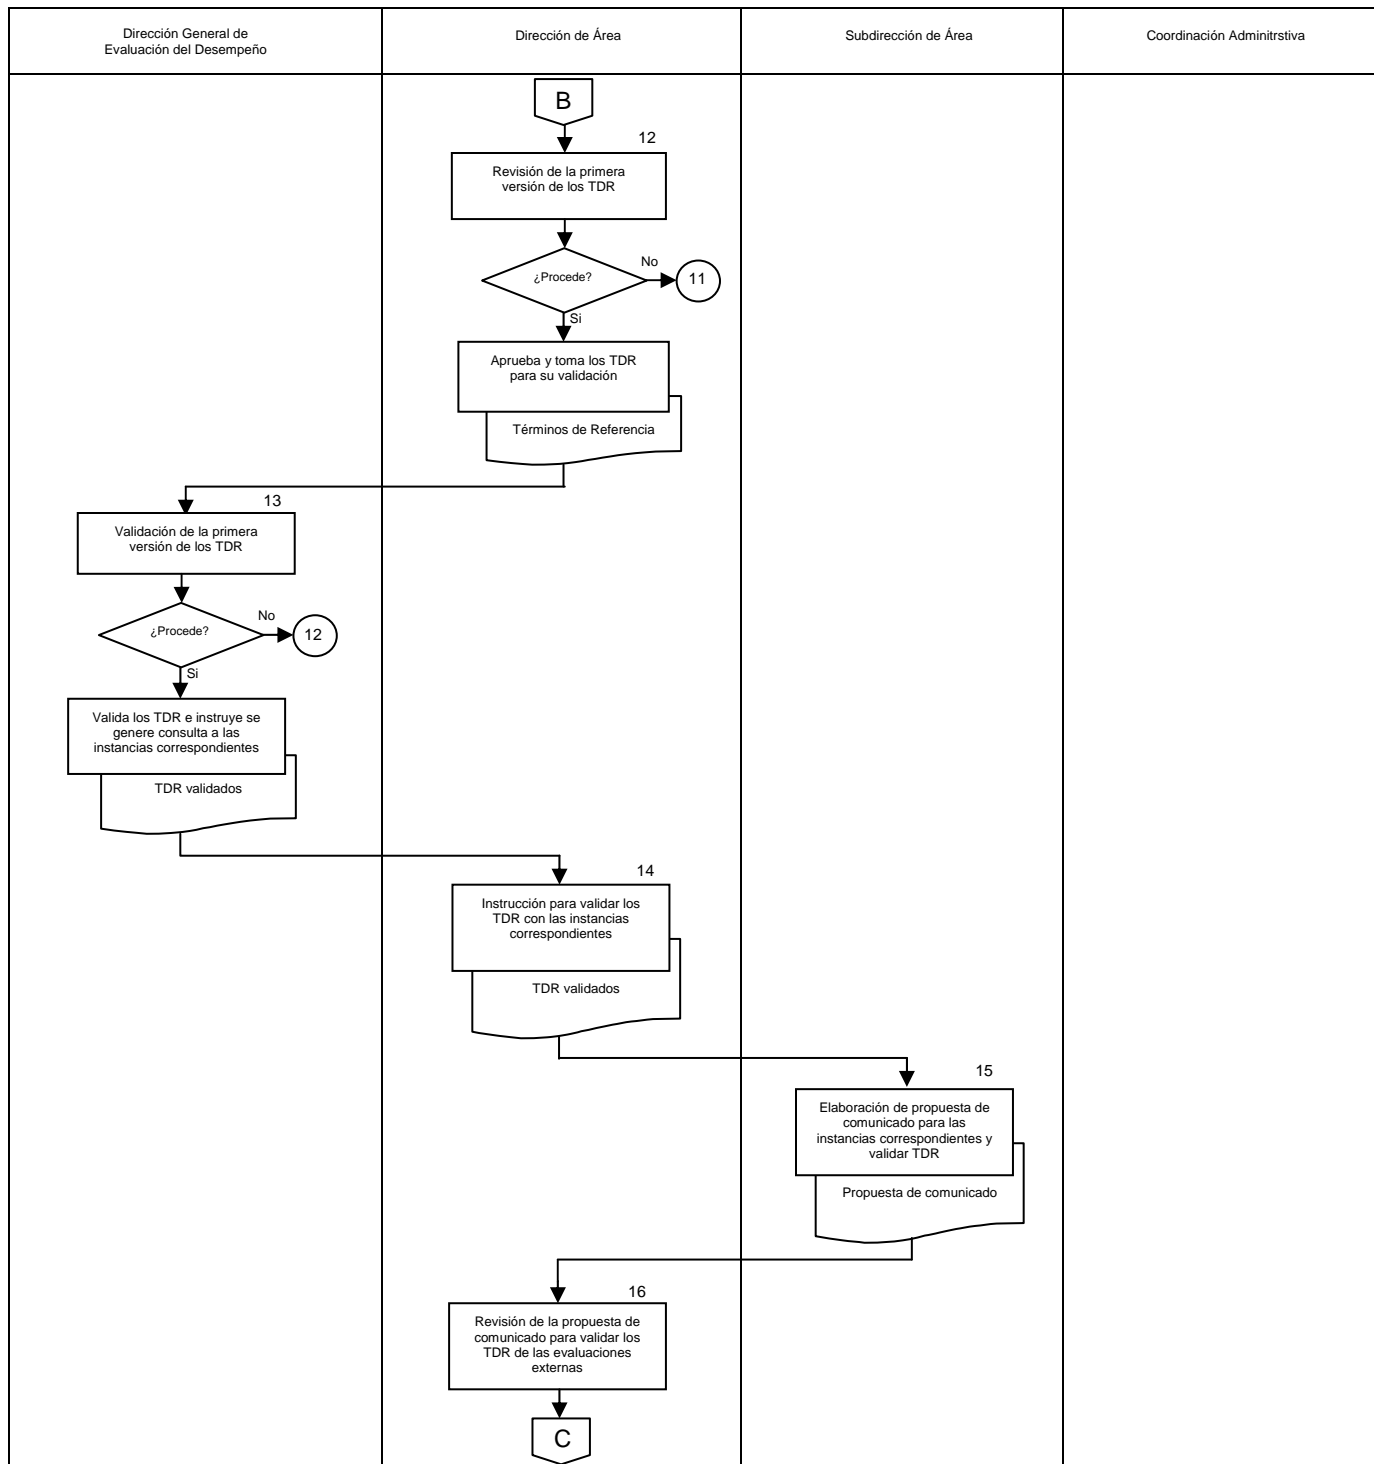 Dirección General de
Evaluación del Desempeño
Dirección de Área
Subdirección de Área
Coordinación Adminitrstiva
B
12
Revisión de la primera
versión de los TDR
¿Procede?
No
11
Si
Aprueba y toma los TDR
para su validación
Términos de Referencia
13
Validación de la primera
versión de los TDR
¿Procede?
No
12
Si
Valida los TDR e instruye se
genere consulta a las
instancias correspondientes
TDR validados
14
Instrucción para validar los
TDR con las instancias
correspondientes
TDR validados
15
Elaboración de propuesta de
comunicado para las
instancias correspondientes y
validar TDR
Propuesta de comunicado
16
Revisión de la propuesta de
comunicado para validar los
TDR de las evaluaciones
externas
C